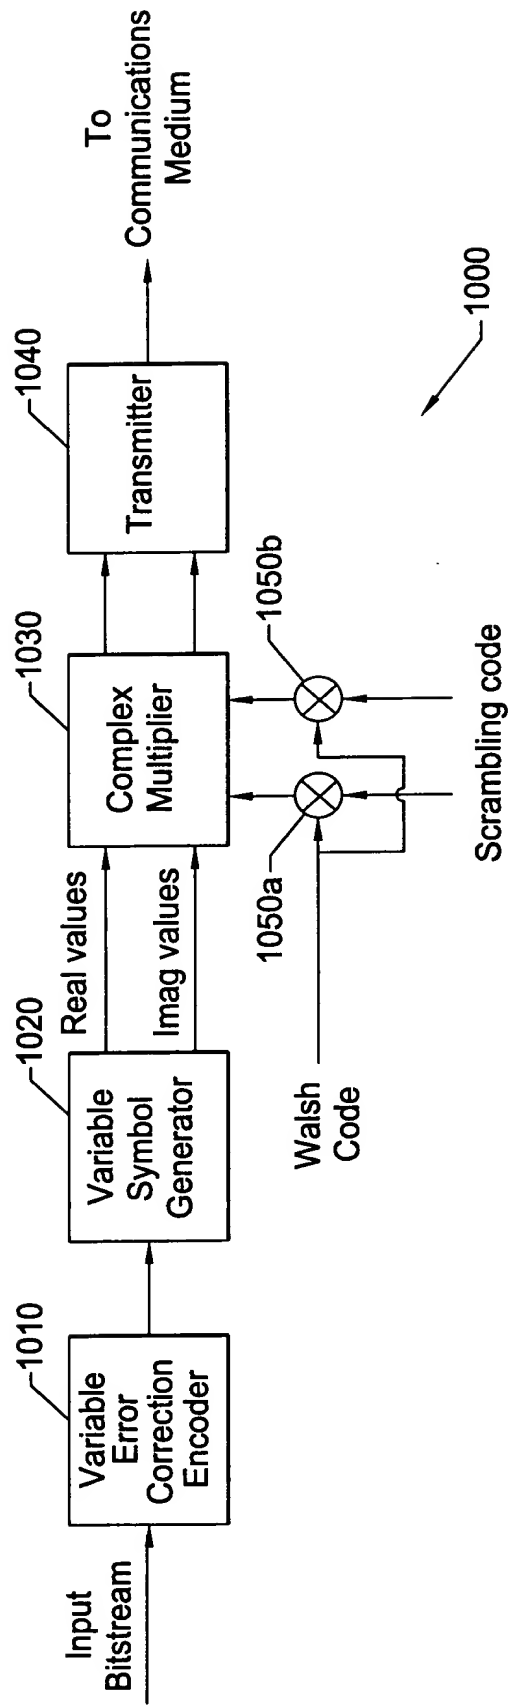 Input
Bitstream
1010
Variable
Error
Correction
Encoder
1020
Variable
Symbol
Generator
Real values
Imag values
1030
Complex
Multiplier
1040
Transmitter
To
Communications
Medium
Walsh
Code
1050a
1050b
Scrambling code
1000